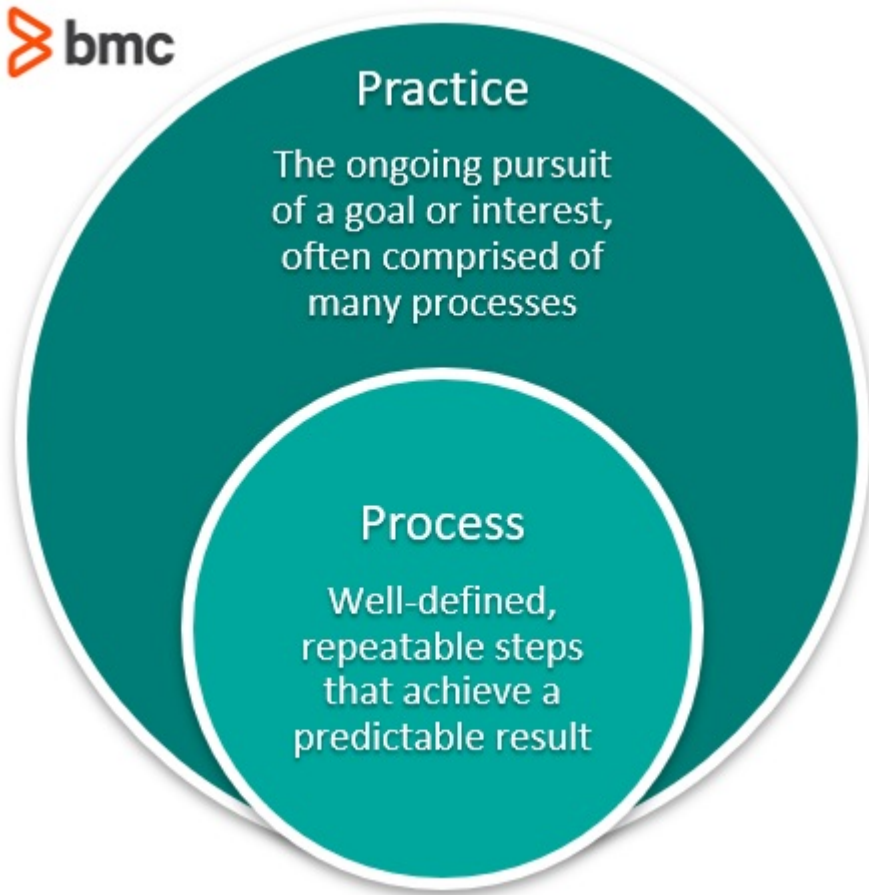 bmc
Practice
The ongoing pursuit
of a goal or interest,
often comprised of
many processes
Process
Well-defined,
repeatable steps
that achieve a
predictable result